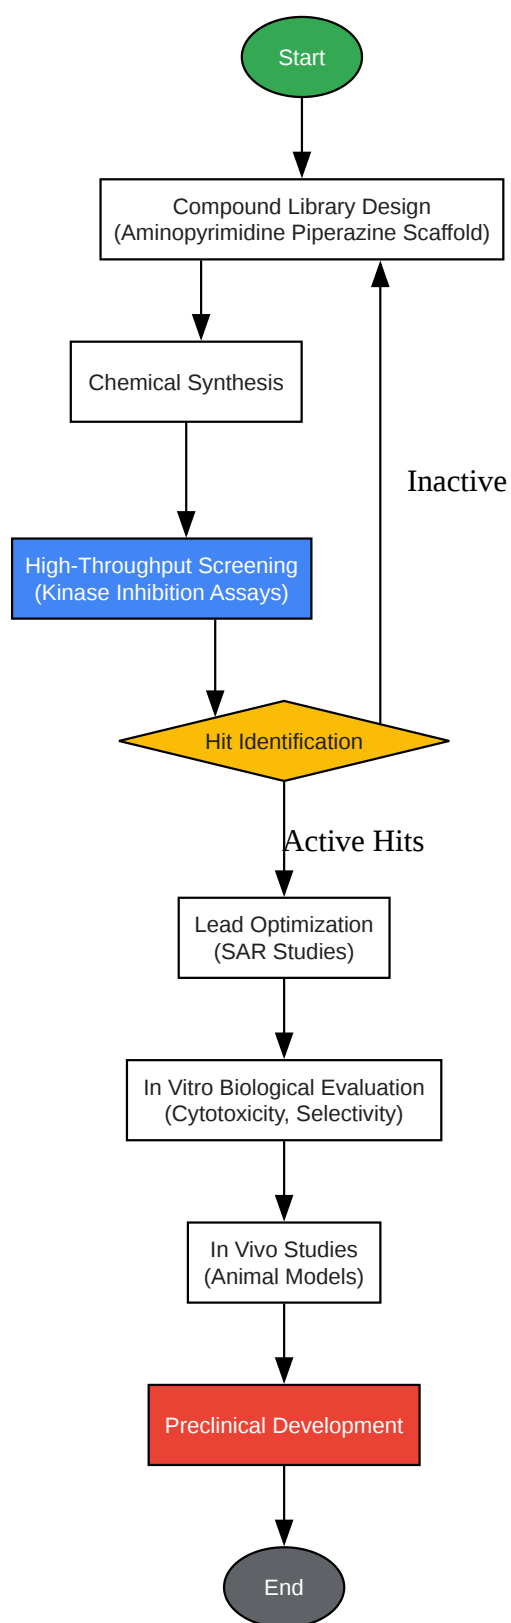 Start
Compound Library Design
(Aminopyrimidine Piperazine Scaffold)
Chemical Synthesis
Inactive
High-Throughput Screening
(Kinase Inhibition Assays)
Hit Identification
Active Hits
Lead Optimization
(SAR Studies)
In Vitro Biological Evaluation
(Cytotoxicity, Selectivity)
In Vivo Studies
(Animal Models)
Preclinical Development
End